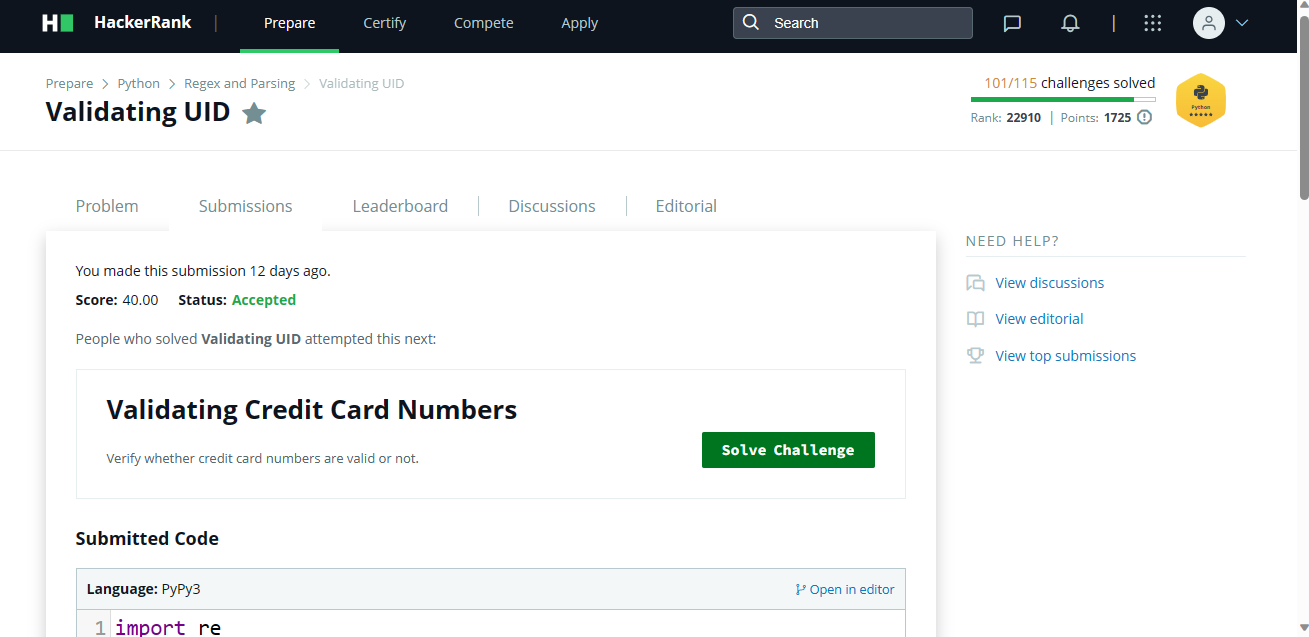 HackerRank | Prepare Certify Compete Apply Search |
Prepare > Python > Regex and Parsing > Validating UID
Validating UID
101/115 challenges solved
Rank: 22910 | Points: 1725
Python
Problem Submissions Leaderboard Discussions Editorial
You made this submission 12 days ago.
Score: 40.00 Status: Accepted
People who solved Validating UID attempted this next:
Validating Credit Card Numbers
Verify whether credit card numbers are valid or not.
Solve Challenge
Submitted Code
Language: PyPy3 Open in editor
1 import re
NEED HELP?
View discussions
View editorial
View top submissions